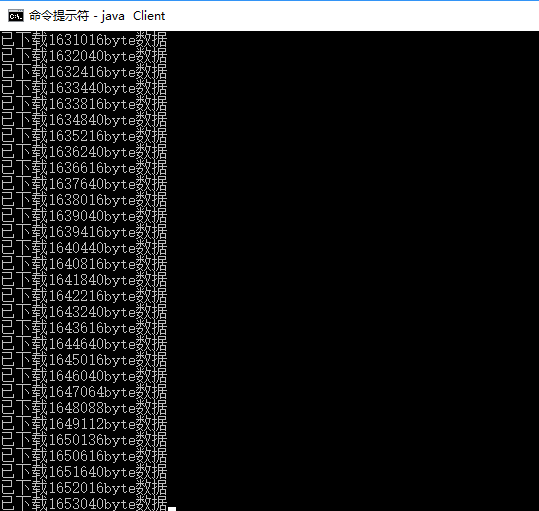 命令提示符 - java Client
已下载1631016byte数据
已下载1632040byte数据
已下载1632416byte数据
已下载1633440byte数据
已下载1633816byte数据
已下载1634840byte数据
已下载1635216byte数据
已下载1636240byte数据
已下载1636616byte数据
已下载1637640byte数据
已下载1638016byte数据
已下载1639040byte数据
已下载1639416byte数据
已下载1640440byte数据
已下载1640816byte数据
已下载1641840byte数据
已下载1642216byte数据
已下载1643240byte数据
已下载1643616byte数据
已下载1644640byte数据
已下载1645016byte数据
已下载1646040byte数据
已下载1647064byte数据
已下载1648088byte数据
已下载1649112byte数据
已下载1650136byte数据
已下载1650616byte数据
已下载1651640byte数据
已下载1652016byte数据
已下载1653040byte数据